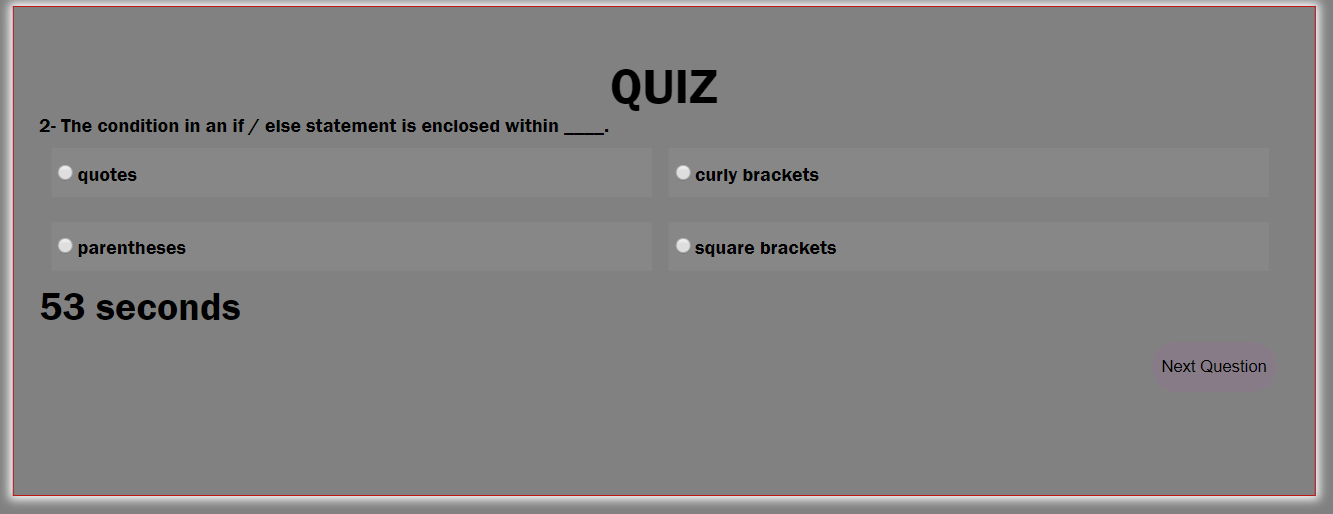 QUIZ
2- The condition in an if / else statement is enclosed within ____.
quotes
curly brackets
parentheses
square brackets
53 seconds
Next Question